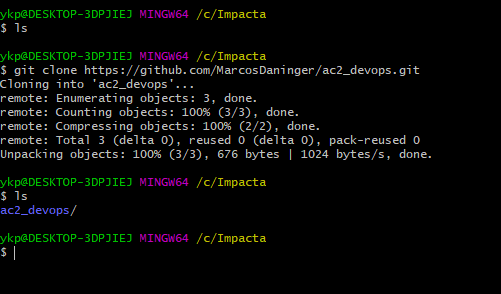 ykp@DESKTOP-3DPJIEJ MINGW64 /c/Impacta
$ ls
ykp@DESKTOP-3DPJIEJ MINGW64 /c/Impacta
$ git clone https://github.com/MarcosDaninger/ac2_devops.git
Cloning into 'ac2_devops'...
remote: Enumerating objects: 3, done.
remote: Counting objects: 100% (3/3), done.
remote: Compressing objects: 100% (2/2), done.
remote: Total 3 (delta 0), reused 0 (delta 0), pack-reused 0
Unpacking objects: 100% (3/3), 676 bytes | 1024 bytes/s, done.
ykp@DESKTOP-3DPJIEJ MINGW64 /c/Impacta
$ ls
ac2_devops/
ykp@DESKTOP-3DPJIEJ MINGW64 /c/Impacta
$